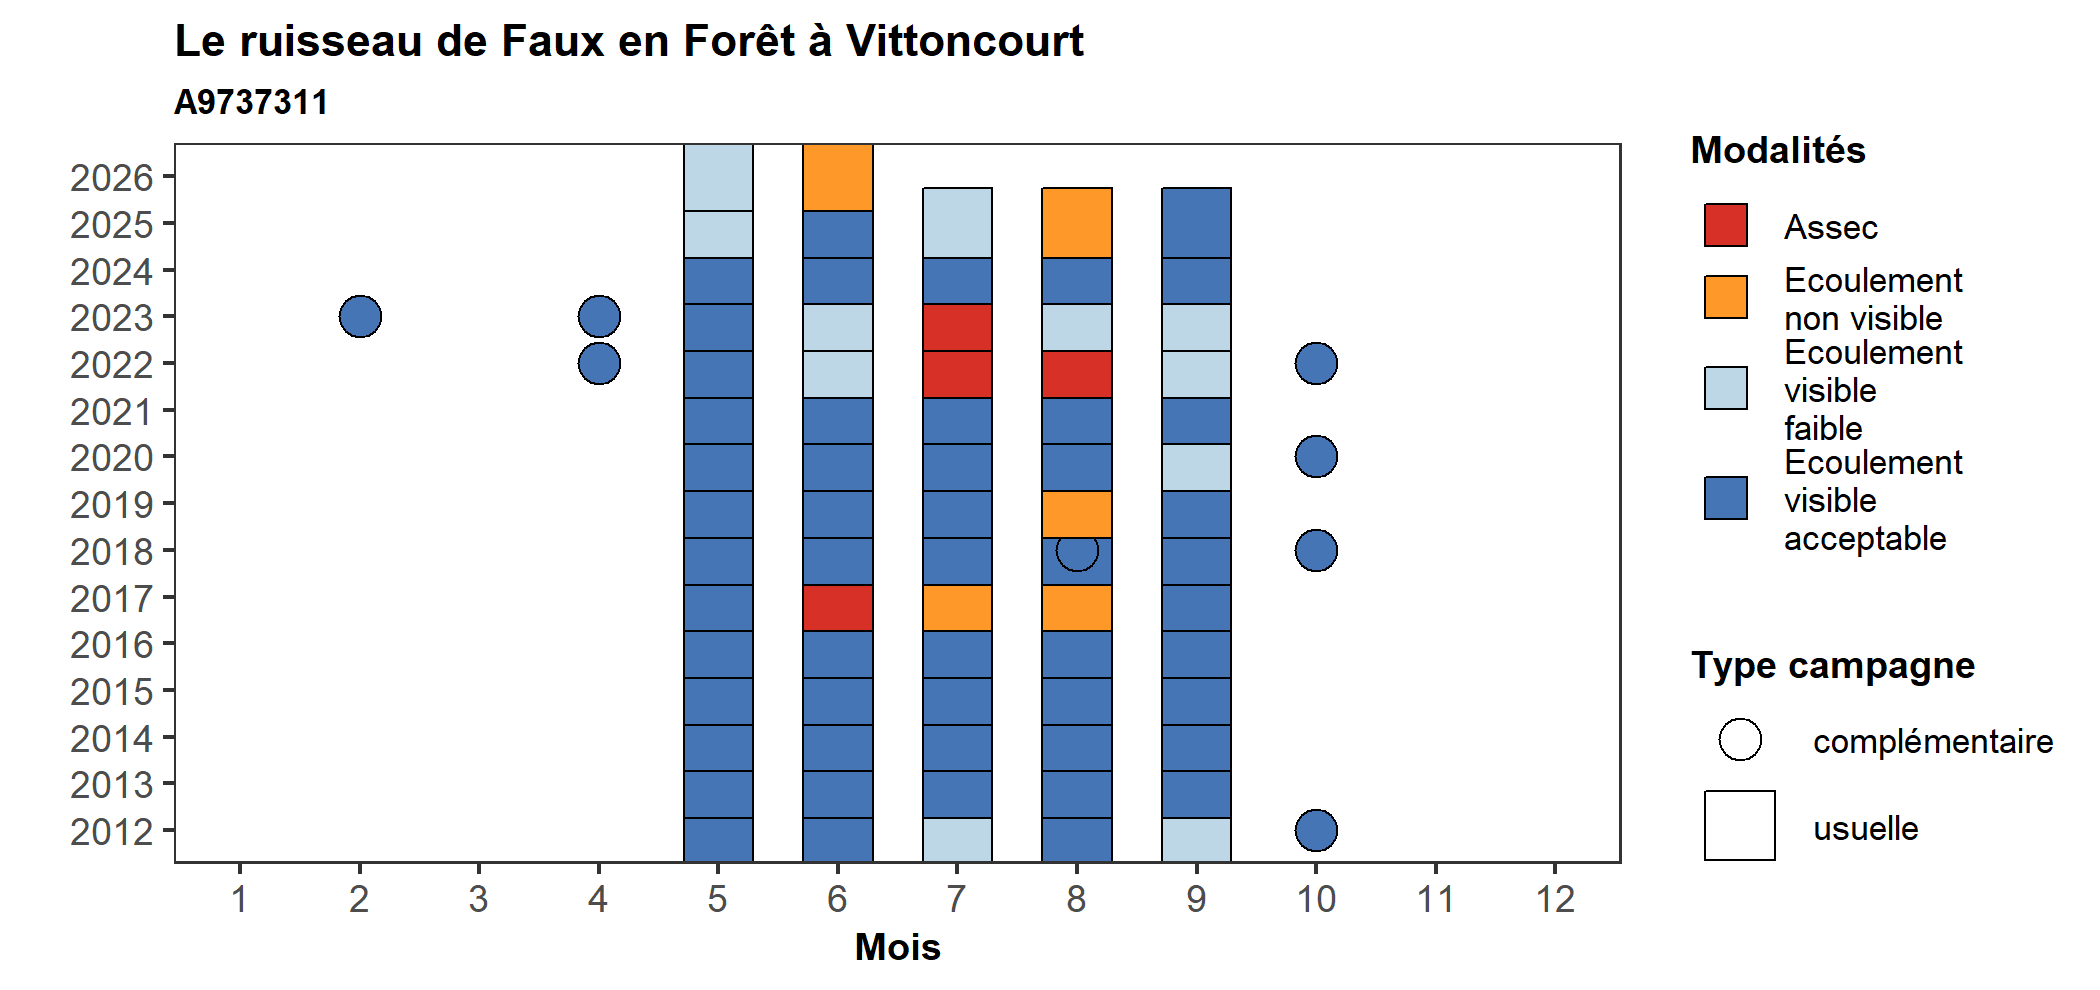 Le ruisseau de Faux en Forêt à Vittoncourt
A9737311
2026
2025
2024
2023
2022
2021
2020
2019
2018
2017
2016
2015
2014
2013
2012
1 2 3 4 5 6 7 8 9 10 11 12
Mois
Modalités
Assec
Ecoulement
non visible
Ecoulement
visible
faible
Ecoulement
visible
acceptable
Type campagne
complémentaire
usuelle